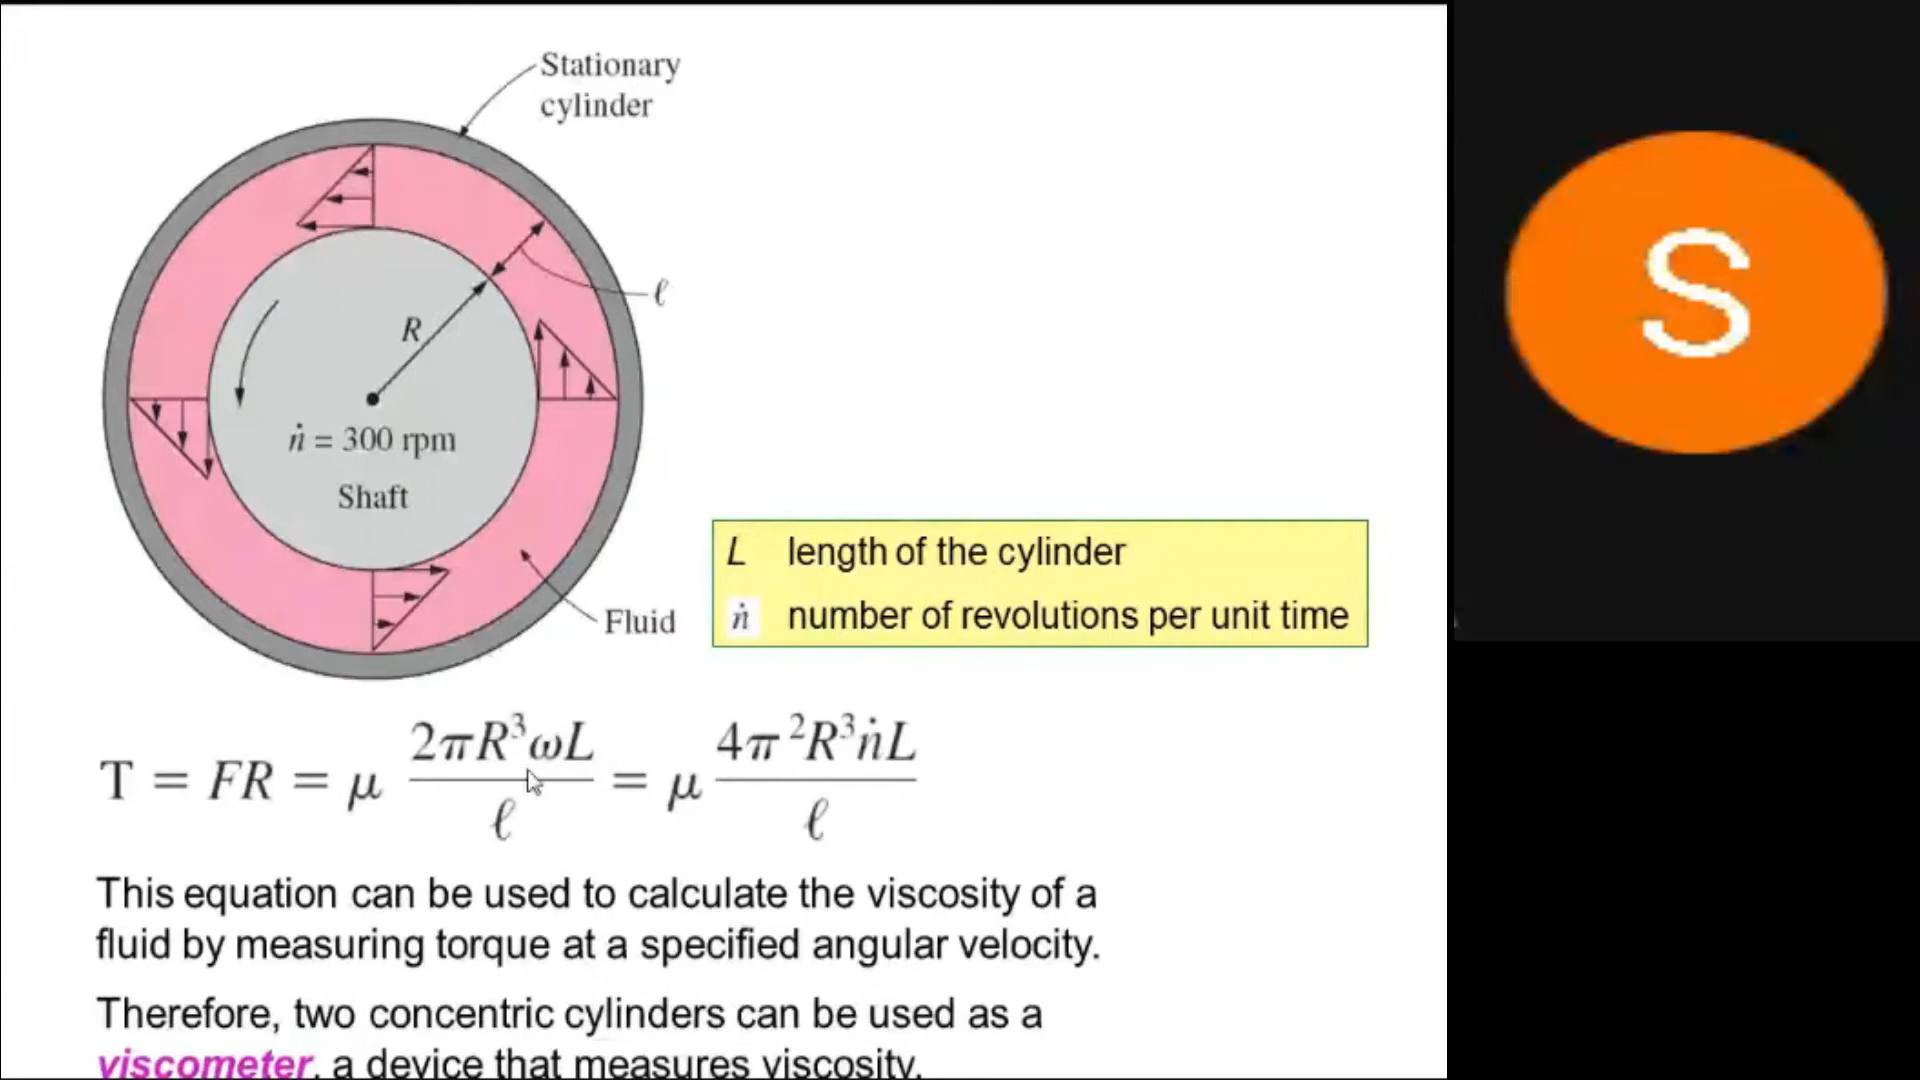 Stationary
cylinder
ℓ
R
ṅ = 300 rpm
Shaft
Fluid
L length of the cylinder
ṅ number of revolutions per unit time
T = FR = μ 2πR³ωL / ℓ = μ 4π²R³ṅL / ℓ
This equation can be used to calculate the viscosity of a
fluid by measuring torque at a specified angular velocity.
Therefore, two concentric cylinders can be used as a
viscometer, a device that measures viscosity.
S